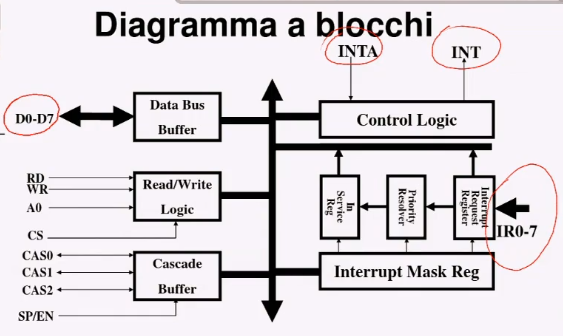 Diagramma a blocchi
INTA
INT
D0-D7
Data Bus
Buffer
Control Logic
RD
WR
A0
CS
Read/Write
Logic
In
Service
Reg
Priority
Resolver
Interrupt
Request
Register
IR0-7
CAS0
CAS1
CAS2
SP/EN
Cascade
Buffer
Interrupt Mask Reg